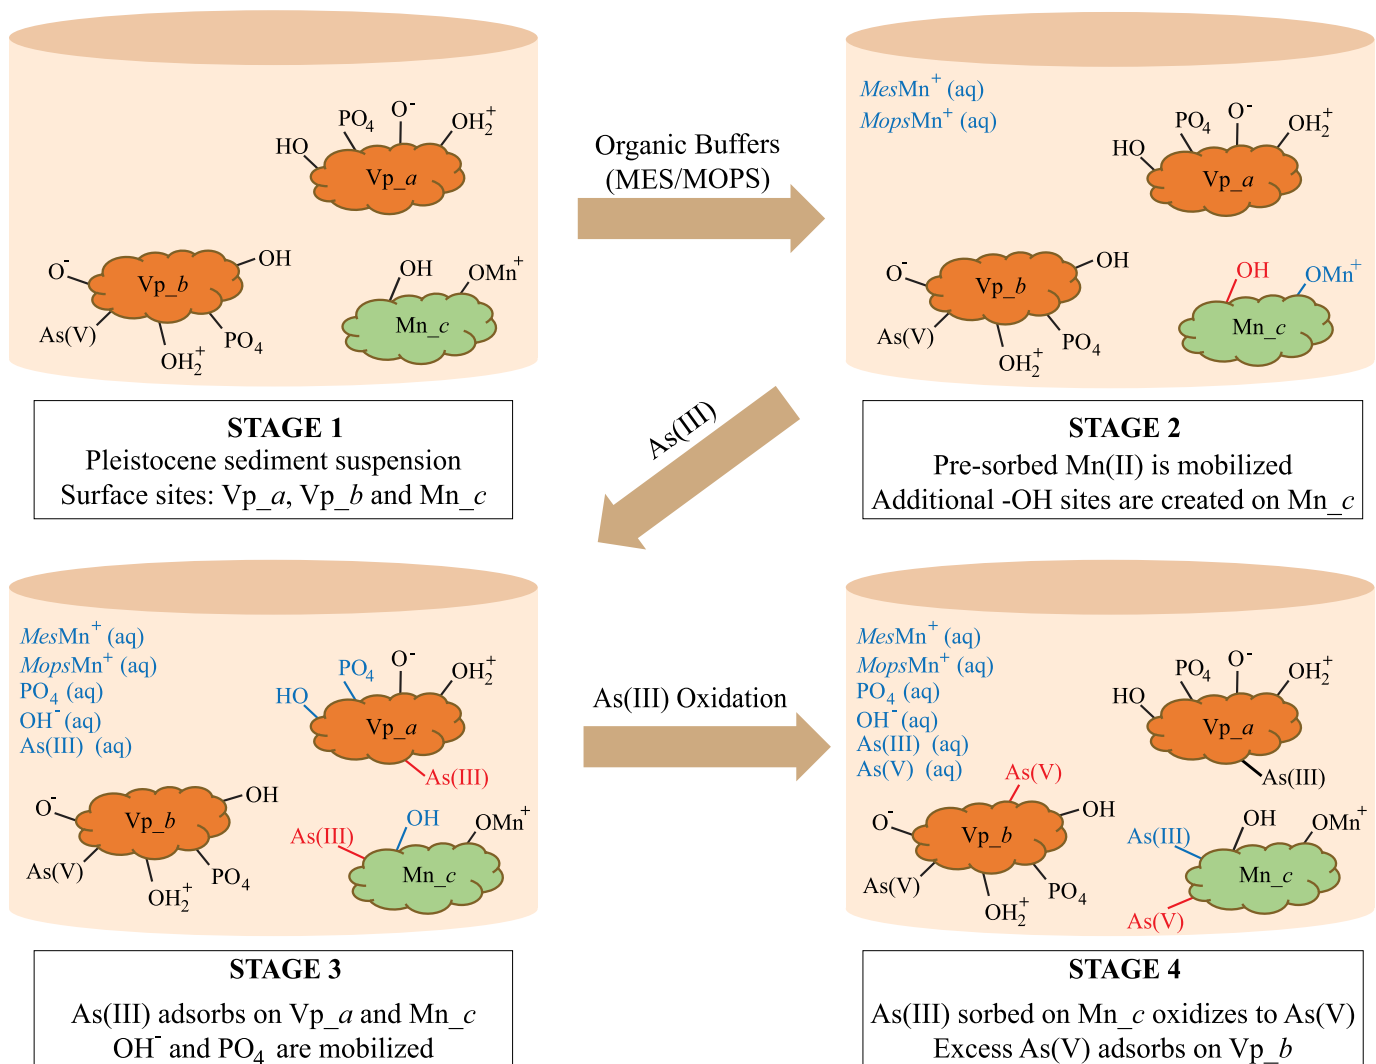 PO₄
O⁻
OH₂⁺
HO
Vp_a
O⁻
Vp_b
OH
As(V)
OH₂⁺
PO₄
OH
OMn⁺
Mn_c
STAGE 1
Pleistocene sediment suspension
Surface sites: Vp_a, Vp_b and Mn_c
Organic Buffers
(MES/MOPS)
MesMn⁺ (aq)
MopsMn⁺ (aq)
PO₄
O⁻
OH₂⁺
HO
Vp_a
O⁻
Vp_b
OH
As(V)
OH₂⁺
PO₄
OH
OMn⁺
Mn_c
STAGE 2
Pre-sorbed Mn(II) is mobilized
Additional -OH sites are created on Mn_c
As(III)
MesMn⁺ (aq)
MopsMn⁺ (aq)
PO₄ (aq)
OH⁻ (aq)
As(III) (aq)
PO₄
O⁻
OH₂⁺
HO
Vp_a
As(III)
O⁻
Vp_b
OH
As(V)
OH₂⁺
PO₄
As(III)
OH
OMn⁺
Mn_c
STAGE 3
As(III) adsorbs on Vp_a and Mn_c
OH⁻ and PO₄ are mobilized
As(III) Oxidation
MesMn⁺ (aq)
MopsMn⁺ (aq)
PO₄ (aq)
OH⁻ (aq)
As(III) (aq)
As(V) (aq)
PO₄
O⁻
OH₂⁺
HO
Vp_a
As(III)
As(V)
O⁻
Vp_b
OH
As(V)
OH₂⁺
PO₄
As(III)
OH
OMn⁺
Mn_c
As(V)
STAGE 4
As(III) sorbed on Mn_c oxidizes to As(V)
Excess As(V) adsorbs on Vp_b